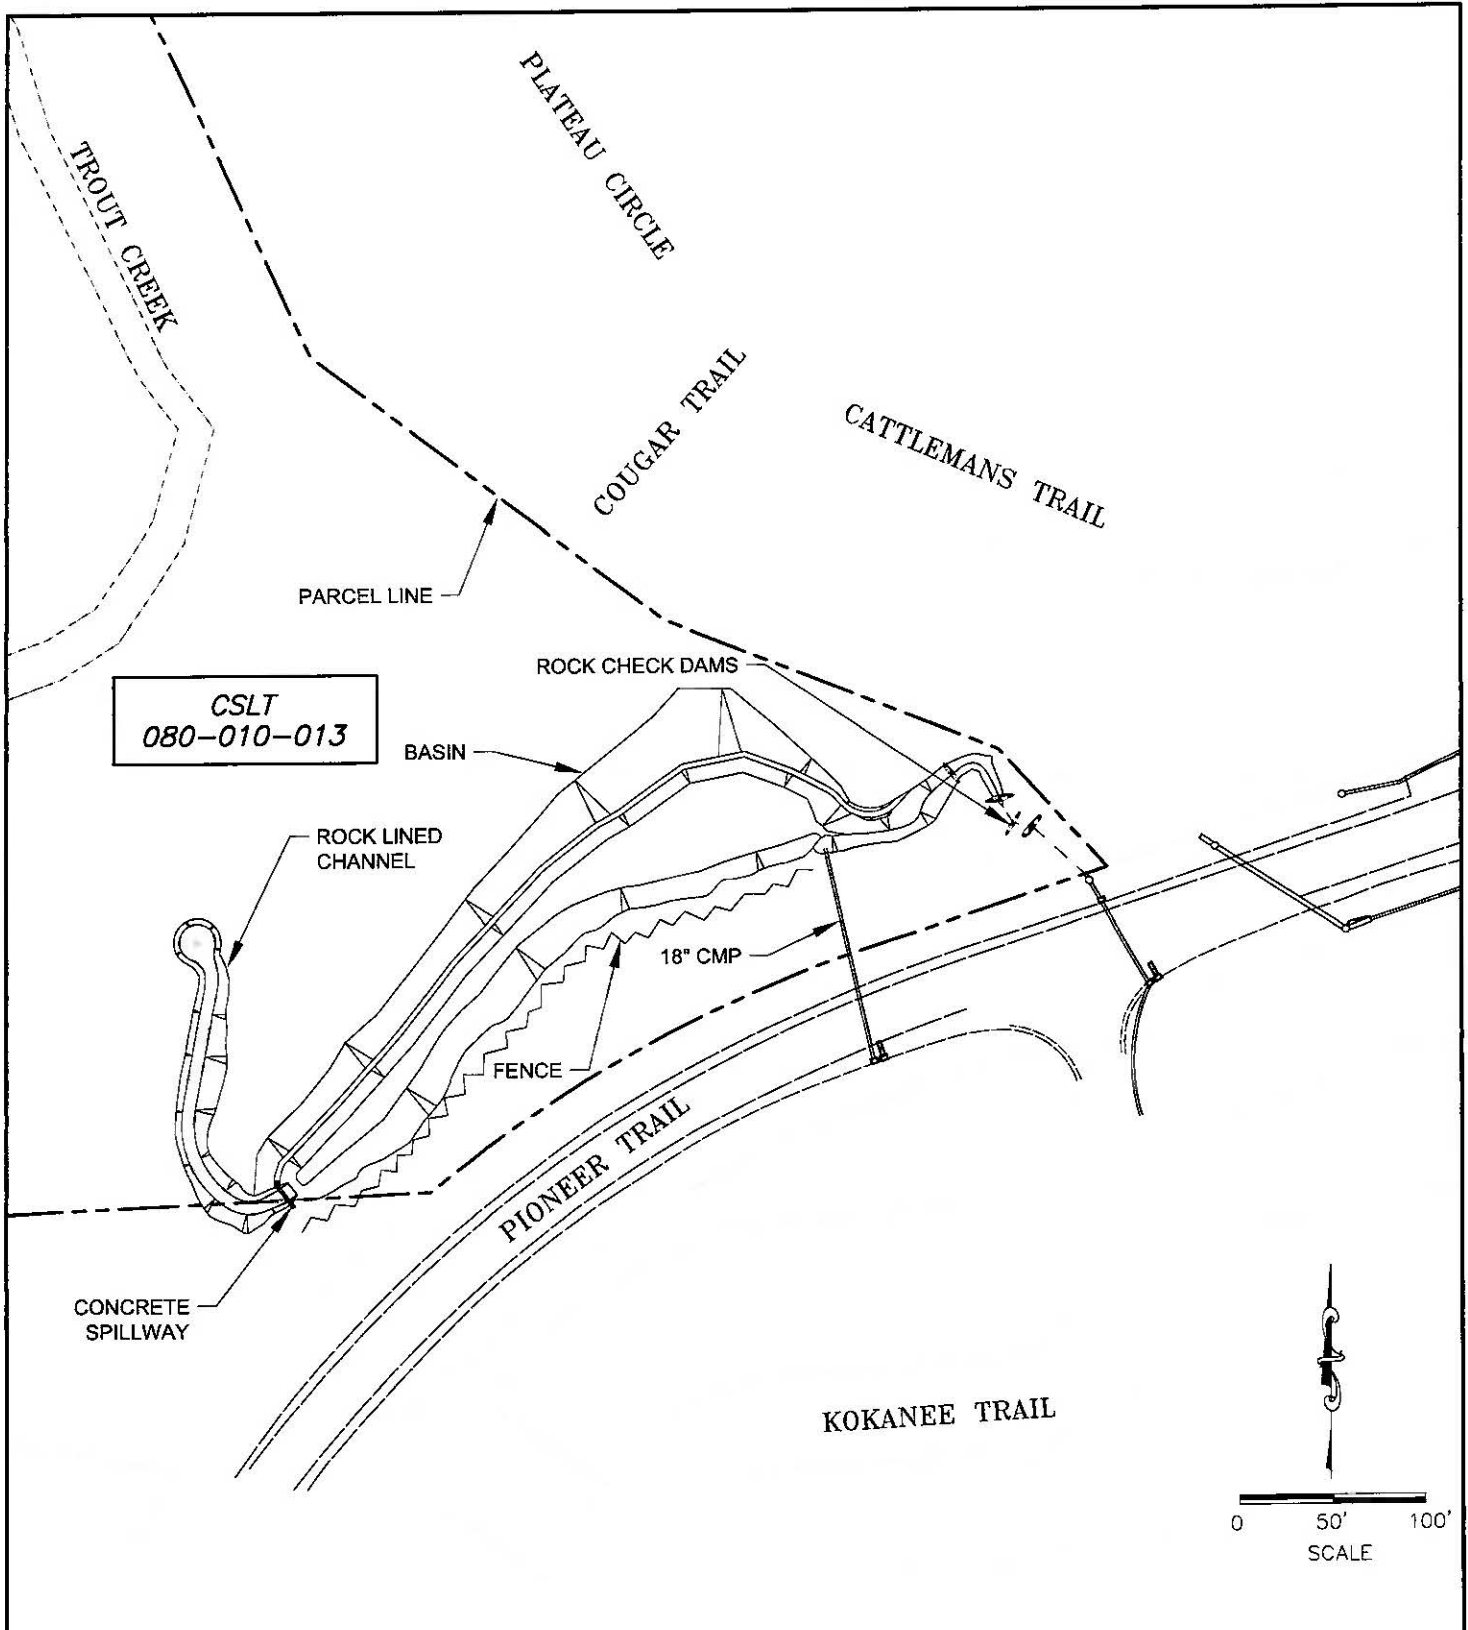 PLATEAU CIRCLE
TROUT CREEK
COUGAR TRAIL
CATTLEMANS TRAIL
PARCEL LINE
ROCK CHECK DAMS
CSLT
080-010-013
BASIN
ROCK LINED
CHANNEL
18" CMP
FENCE
PIONEER TRAIL
CONCRETE
SPILLWAY
KOKANEE TRAIL
0 50' 100'
SCALE